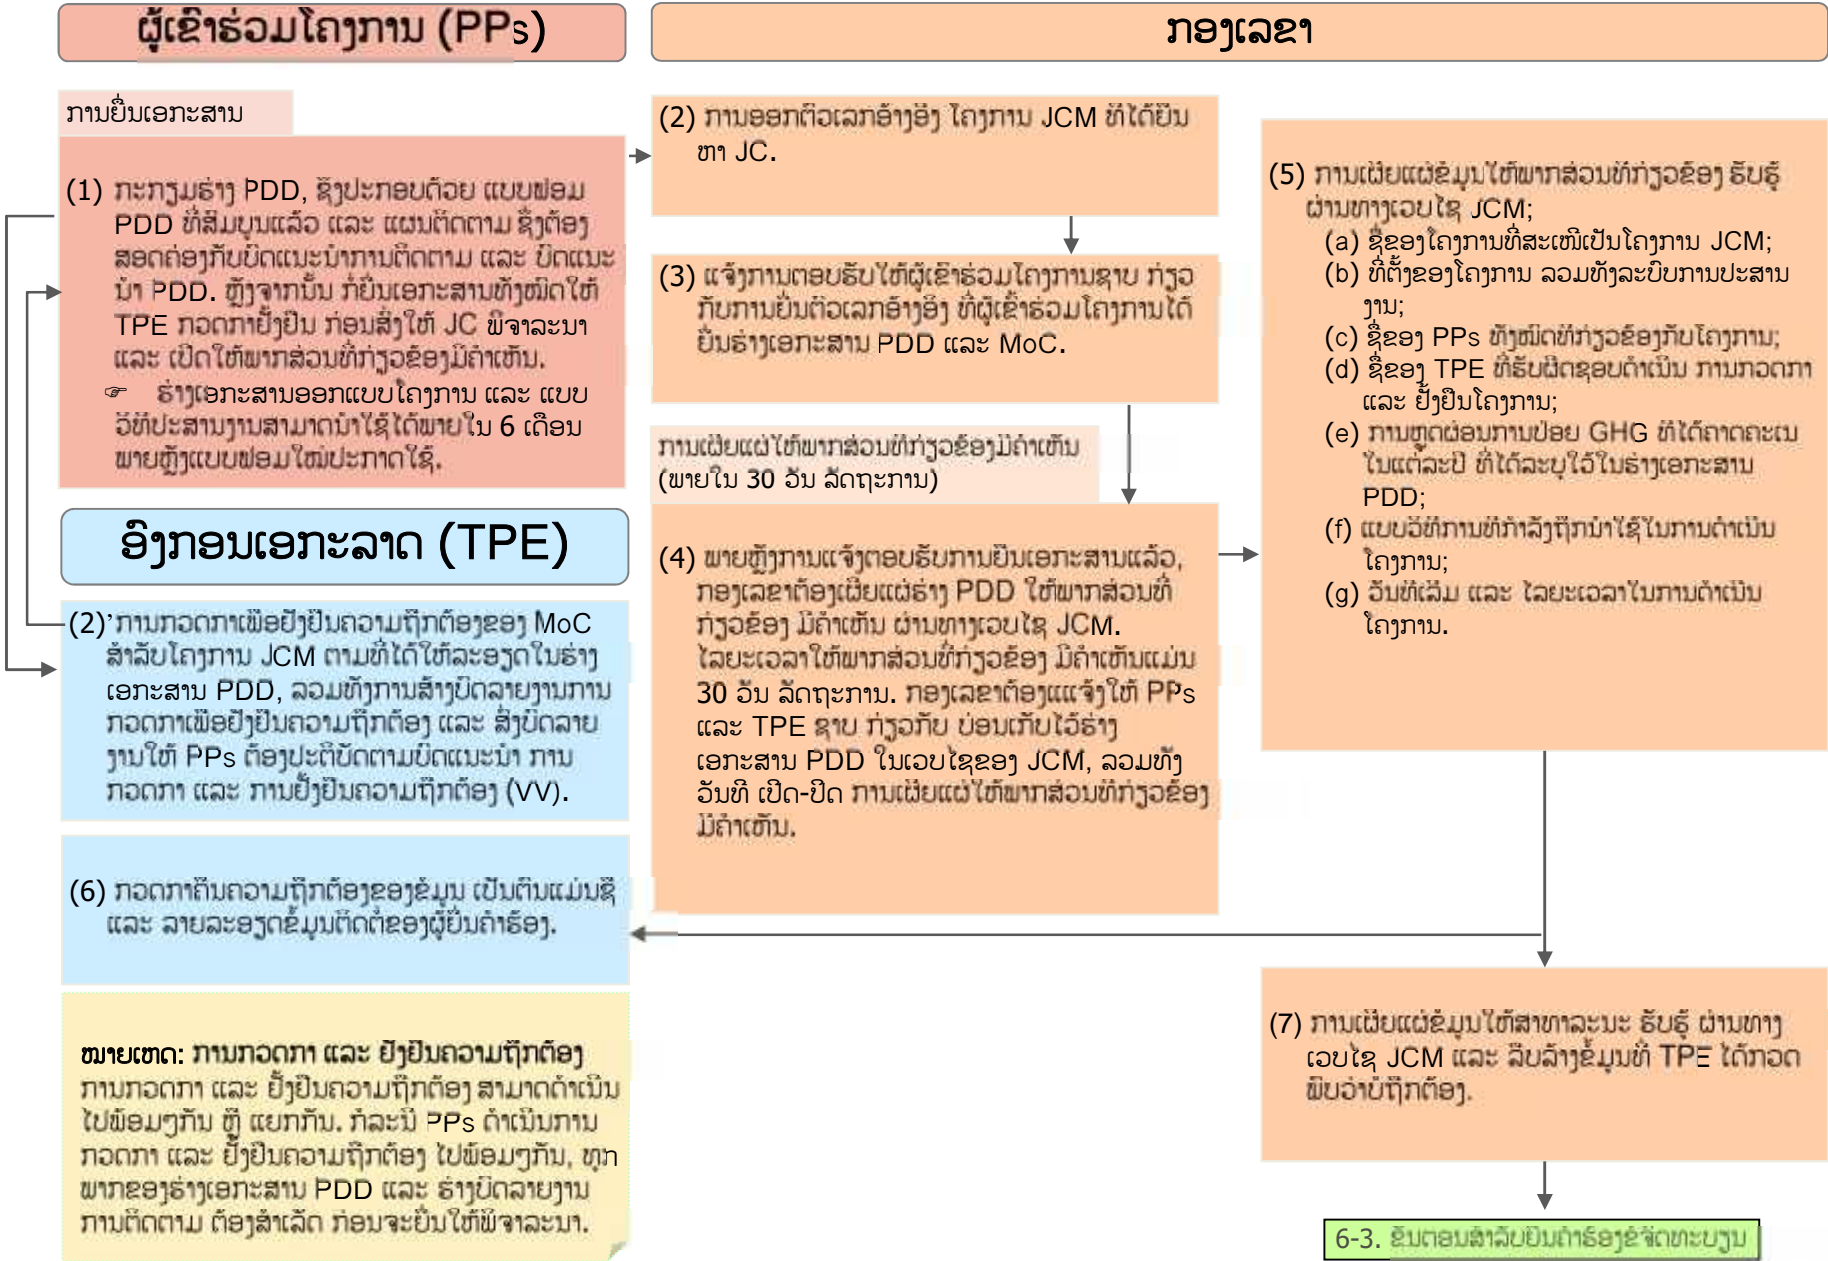 ຜູ້ເຂົ້າຮ່ວມໂຄງການ (PPs)
ການຍື່ນເອກະສານ
(1) ກະກຽມຮ່າງ PDD, ຊຶ່ງປະກອບດ້ວຍ ແບບຟອມ
PDD ທີ່ສົມບູນແລ້ວ ແລະ ແຜນຕິດຕາມ ຊຶ່ງຕ້ອງ
ສອດຄ່ອງກັບບົດແນະນໍາການຕິດຕາມ ແລະ ບົດແນະ
ນໍາ PDD. ຫຼັງຈາກນັ້ນ ກໍ່ຍື່ນເອກະສານທັງໝົດໃຫ້
TPE ກວດກາຢັ້ງຢືນ ກ່ອນສົ່ງໃຫ້ JC ພິຈາລະນາ
ແລະ ເປີດໃຫ້ພາກສ່ວນທີ່ກ່ຽວຂ້ອງມີຄໍາເຫັນ.
☞ ຮ່າງເອກະສານອອກແບບໂຄງການ ແລະ ແບບ
ວິທີປະສານງານສາມາດນໍາໃຊ້ໄດ້ພາຍໃນ 6 ເດືອນ
ພາຍຫຼັງແບບຟອມໃໝ່ປະກາດໃຊ້.
ອົງກອນເອກະລາດ (TPE)
(2)’ ການກວດກາເພື່ອຢັ້ງຢືນຄວາມຖືກຕ້ອງຂອງ MoC
ສໍາລັບໂຄງການ JCM ຕາມທີ່ໄດ້ໃຫ້ລະອຽດໃນຮ່າງ
ເອກະສານ PDD, ລວມທັງການສ້າງບົດລາຍງານການ
ກວດກາເພື່ອຢັ້ງຢືນຄວາມຖືກຕ້ອງ ແລະ ສົ່ງບົດລາຍ
ງານໃຫ້ PPs ຕ້ອງປະຕິບັດຕາມບົດແນະນໍາ ການ
ກວດກາ ແລະ ການຢັ້ງຢືນຄວາມຖືກຕ້ອງ (VV).
(6) ກວດກາຄືນຄວາມຖືກຕ້ອງຂອງຂໍ້ມູນ ເປັນຕົ້ນແມ່ນຊື່
ແລະ ລາຍລະອຽດຂໍ້ມູນຕິດຕໍ່ຂອງຜູ້ຍື່ນຄໍາຮ້ອງ.
ໝາຍເຫດ: ການກວດກາ ແລະ ຢັ້ງຢືນຄວາມຖືກຕ້ອງ
ການກວດກາ ແລະ ຢັ້ງຢືນຄວາມຖືກຕ້ອງ ສາມາດດໍາເນີນ
ໄປພ້ອມໆກັນ ຫຼື ແຍກກັນ. ກໍລະນີ PPs ດໍາເນີນການ
ກວດກາ ແລະ ຢັ້ງຢືນຄວາມຖືກຕ້ອງ ໄປພ້ອມໆກັນ, ທຸກ
ພາກຂອງຮ່າງເອກະສານ PDD ແລະ ຮ່າງບົດລາຍງານ
ການຕິດຕາມ ຕ້ອງສໍາເລັດ ກ່ອນຈະຍື່ນໃຫ້ພິຈາລະນາ.
ກອງເລຂາ
(2) ການອອກຕົວເລກອ້າງອີງ ໂຄງການ JCM ທີ່ໄດ້ຍື່ນ
ຫາ JC.
(3) ແຈ້ງການຕອບຮັບໃຫ້ຜູ້ເຂົ້າຮ່ວມໂຄງການຊາບ ກ່ຽວ
ກັບການຍື່ນຕົວເລກອ້າງອີງ ທີ່ຜູ້ເຂົ້າຮ່ວມໂຄງການໄດ້
ຍື່ນຮ່າງເອກະສານ PDD ແລະ MoC.
ການເຜີຍແຜ່ໃຫ້ພາກສ່ວນທີ່ກ່ຽວຂ້ອງມີຄໍາເຫັນ
(ພາຍໃນ 30 ວັນ ລັດຖະການ)
(4) ພາຍຫຼັງການແຈ້ງຕອບຮັບການຍື່ນເອກະສານແລ້ວ,
ກອງເລຂາຕ້ອງເຜີຍແຜ່ຮ່າງ PDD ໃຫ້ພາກສ່ວນທີ່
ກ່ຽວຂ້ອງ ມີຄໍາເຫັນ ຜ່ານທາງເວບໄຊ JCM.
ໄລຍະເວລາໃຫ້ພາກສ່ວນທີ່ກ່ຽວຂ້ອງ ມີຄໍາເຫັນແມ່ນ
30 ວັນ ລັດຖະການ. ກອງເລຂາຕ້ອງແແຈ້ງໃຫ້ PPs
ແລະ TPE ຊາບ ກ່ຽວກັບ ບ່ອນເກັບໄວ້ຮ່າງ
ເອກະສານ PDD ໃນເວບໄຊຂອງ JCM, ລວມທັງ
ວັນທີ ເປີດ-ປິດ ການເຜີຍແຜ່ໃຫ້ພາກສ່ວນທີ່ກ່ຽວຂ້ອງ
ມີຄໍາເຫັນ.
(5) ການເຜີຍແຜ່ຂໍ້ມູນໃຫ້ພາກສ່ວນທີ່ກ່ຽວຂ້ອງ ຮັບຮູ້
ຜ່ານທາງເວບໄຊ JCM;
(a) ຊື່ຂອງໂຄງການທີ່ສະເໜີເປັນໂຄງການ JCM;
(b) ທີ່ຕັ້ງຂອງໂຄງການ ລວມທັງລະບົບການປະສານ
ງານ;
(c) ຊື່ຂອງ PPs ທັງໝົດທີ່ກ່ຽວຂ້ອງກັບໂຄງການ;
(d) ຊື່ຂອງ TPE ທີ່ຮັບຜິດຊອບດໍາເນີນ ການກວດກາ
ແລະ ຢັ້ງຢືນໂຄງການ;
(e) ການຫຼຸດຜ່ອນການປ່ອຍ GHG ທີ່ໄດ້ຄາດຄະເນ
ໃນແຕ່ລະປີ ທີ່ໄດ້ລະບຸໃວ້ໃນຮ່າງເອກະສານ
PDD;
(f) ແບບວິທີການທີ່ກໍາລັງຖືກນໍາໃຊ້ໃນການດໍາເນີນ
ໂຄງການ;
(g) ວັນທີເລີ່ມ ແລະ ໄລຍະເວລາໃນການດໍາເນີນ
ໂຄງການ.
(7) ການເຜີຍແຜ່ຂໍ້ມູນໃຫ້ສາທາລະນະ ຮັບຮູ້ ຜ່ານທາງ
ເວບໄຊ JCM ແລະ ລຶບລ້າງຂໍ້ມູນທີ່ TPE ໄດ້ກວດ
ພົບວ່າບໍ່ຖືກຕ້ອງ.
6-3. ຂັ້ນຕອນສໍາລັບຍື່ນຄໍາຮ້ອງຂໍຈົດທະບຽນ